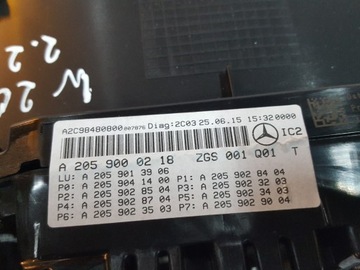 W 20
2.2
A2C98480800 007876 Diag:2C03 25.06.15 15:32 0000
IC2
A 205 900 02 18 ZGS 001 Q01 T
LU: A 205 901 39 06
P0: A 205 904 14 00 P1: A 205 902 84 04
P2: A 205 902 85 04 P3: A 205 902 32 03
P4: A 205 902 87 04 P5: A 205 902 34 03
P6: A 205 902 35 03 P7: A 205 902 90 04